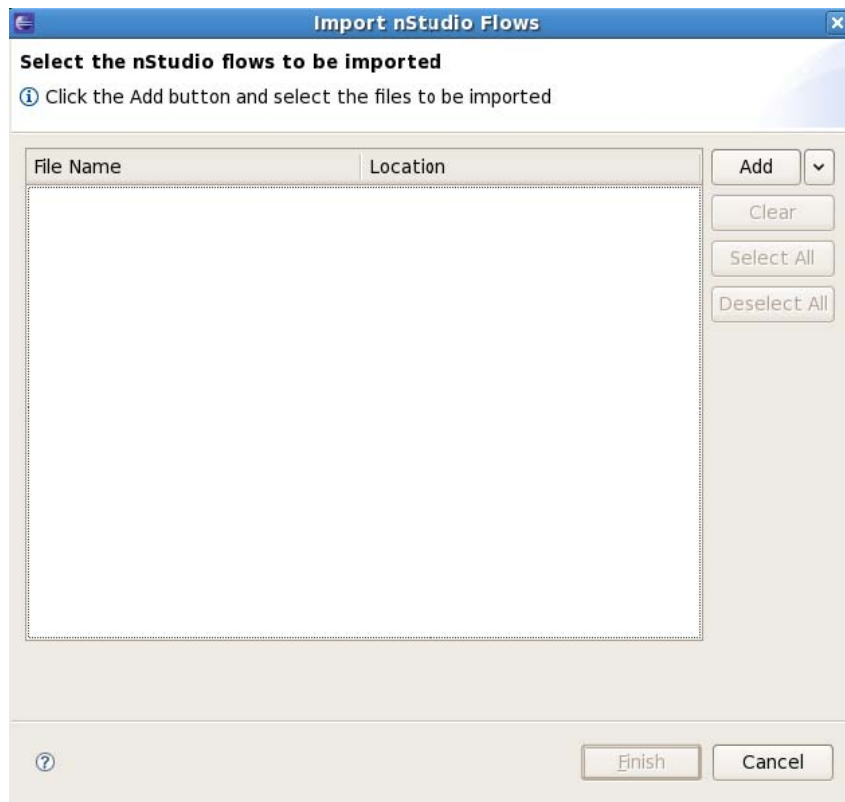 Import nStudio Flows
Select the nStudio flows to be imported
Click the Add button and select the files to be imported
File Name Location Add
Clear
Select All
Deselect All
Finish Cancel